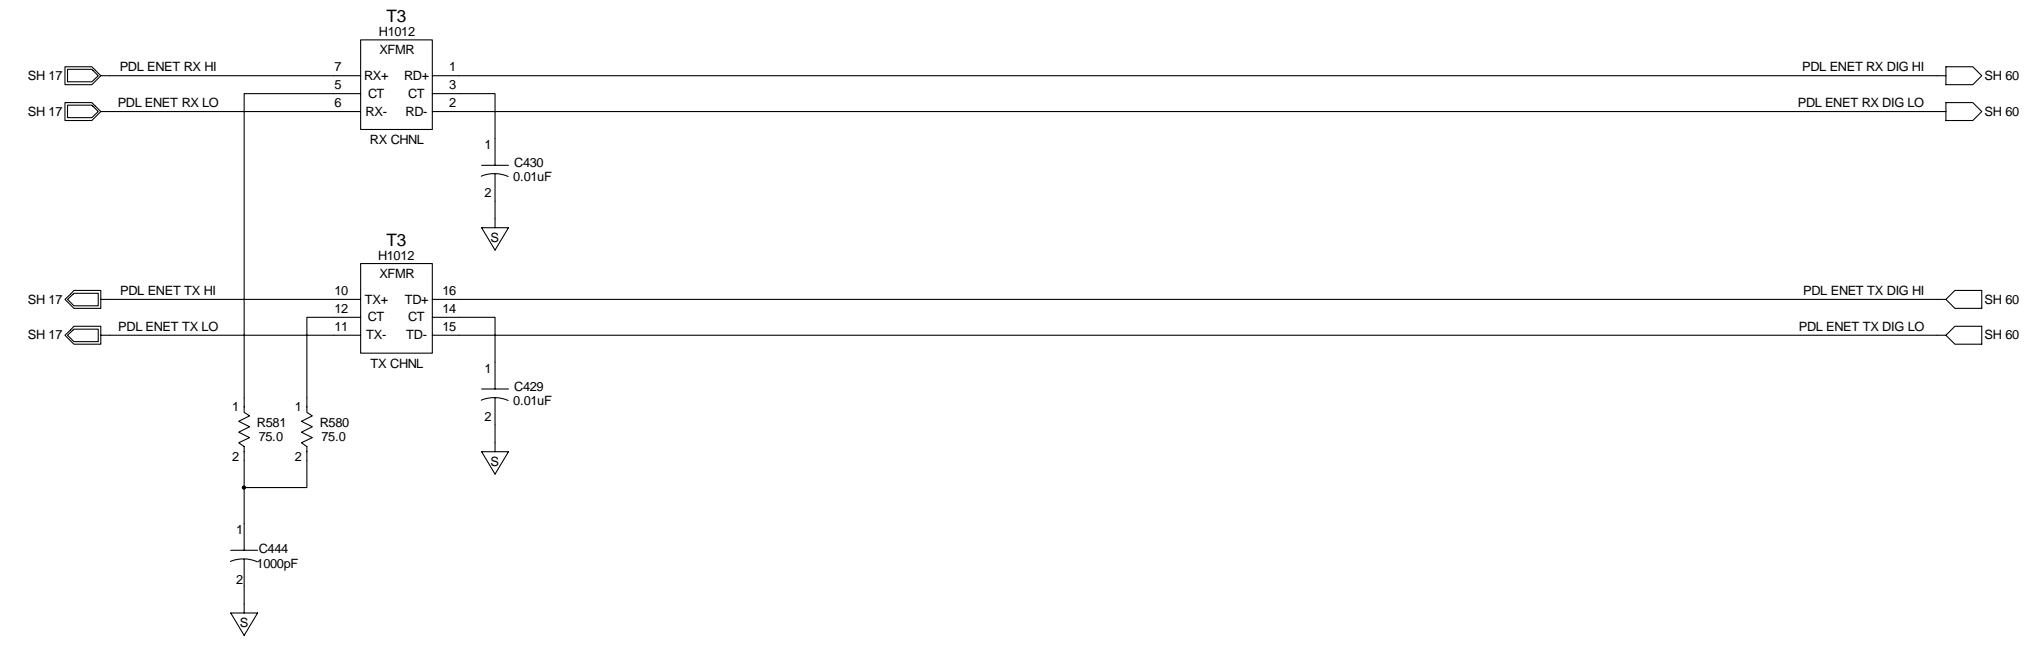 T3
H1012
XFMR
SH 17 PDL ENET RX HI 7 RX+ RD+ 1 PDL ENET RX DIG HI SH 60
5 CT CT 3
SH 17 PDL ENET RX LO 6 RX- RD- 2 PDL ENET RX DIG LO SH 60
RX CHNL
1
C430
0.01uF
2
S
T3
H1012
XFMR
SH 17 PDL ENET TX HI 10 TX+ TD+ 16 PDL ENET TX DIG HI SH 60
12 CT CT 14
SH 17 PDL ENET TX LO 11 TX- TD- 15 PDL ENET TX DIG LO SH 60
TX CHNL
1
C429
0.01uF
2
S
1 1
R581 R580
75.0 75.0
2 2
1
C444
1000pF
2
S